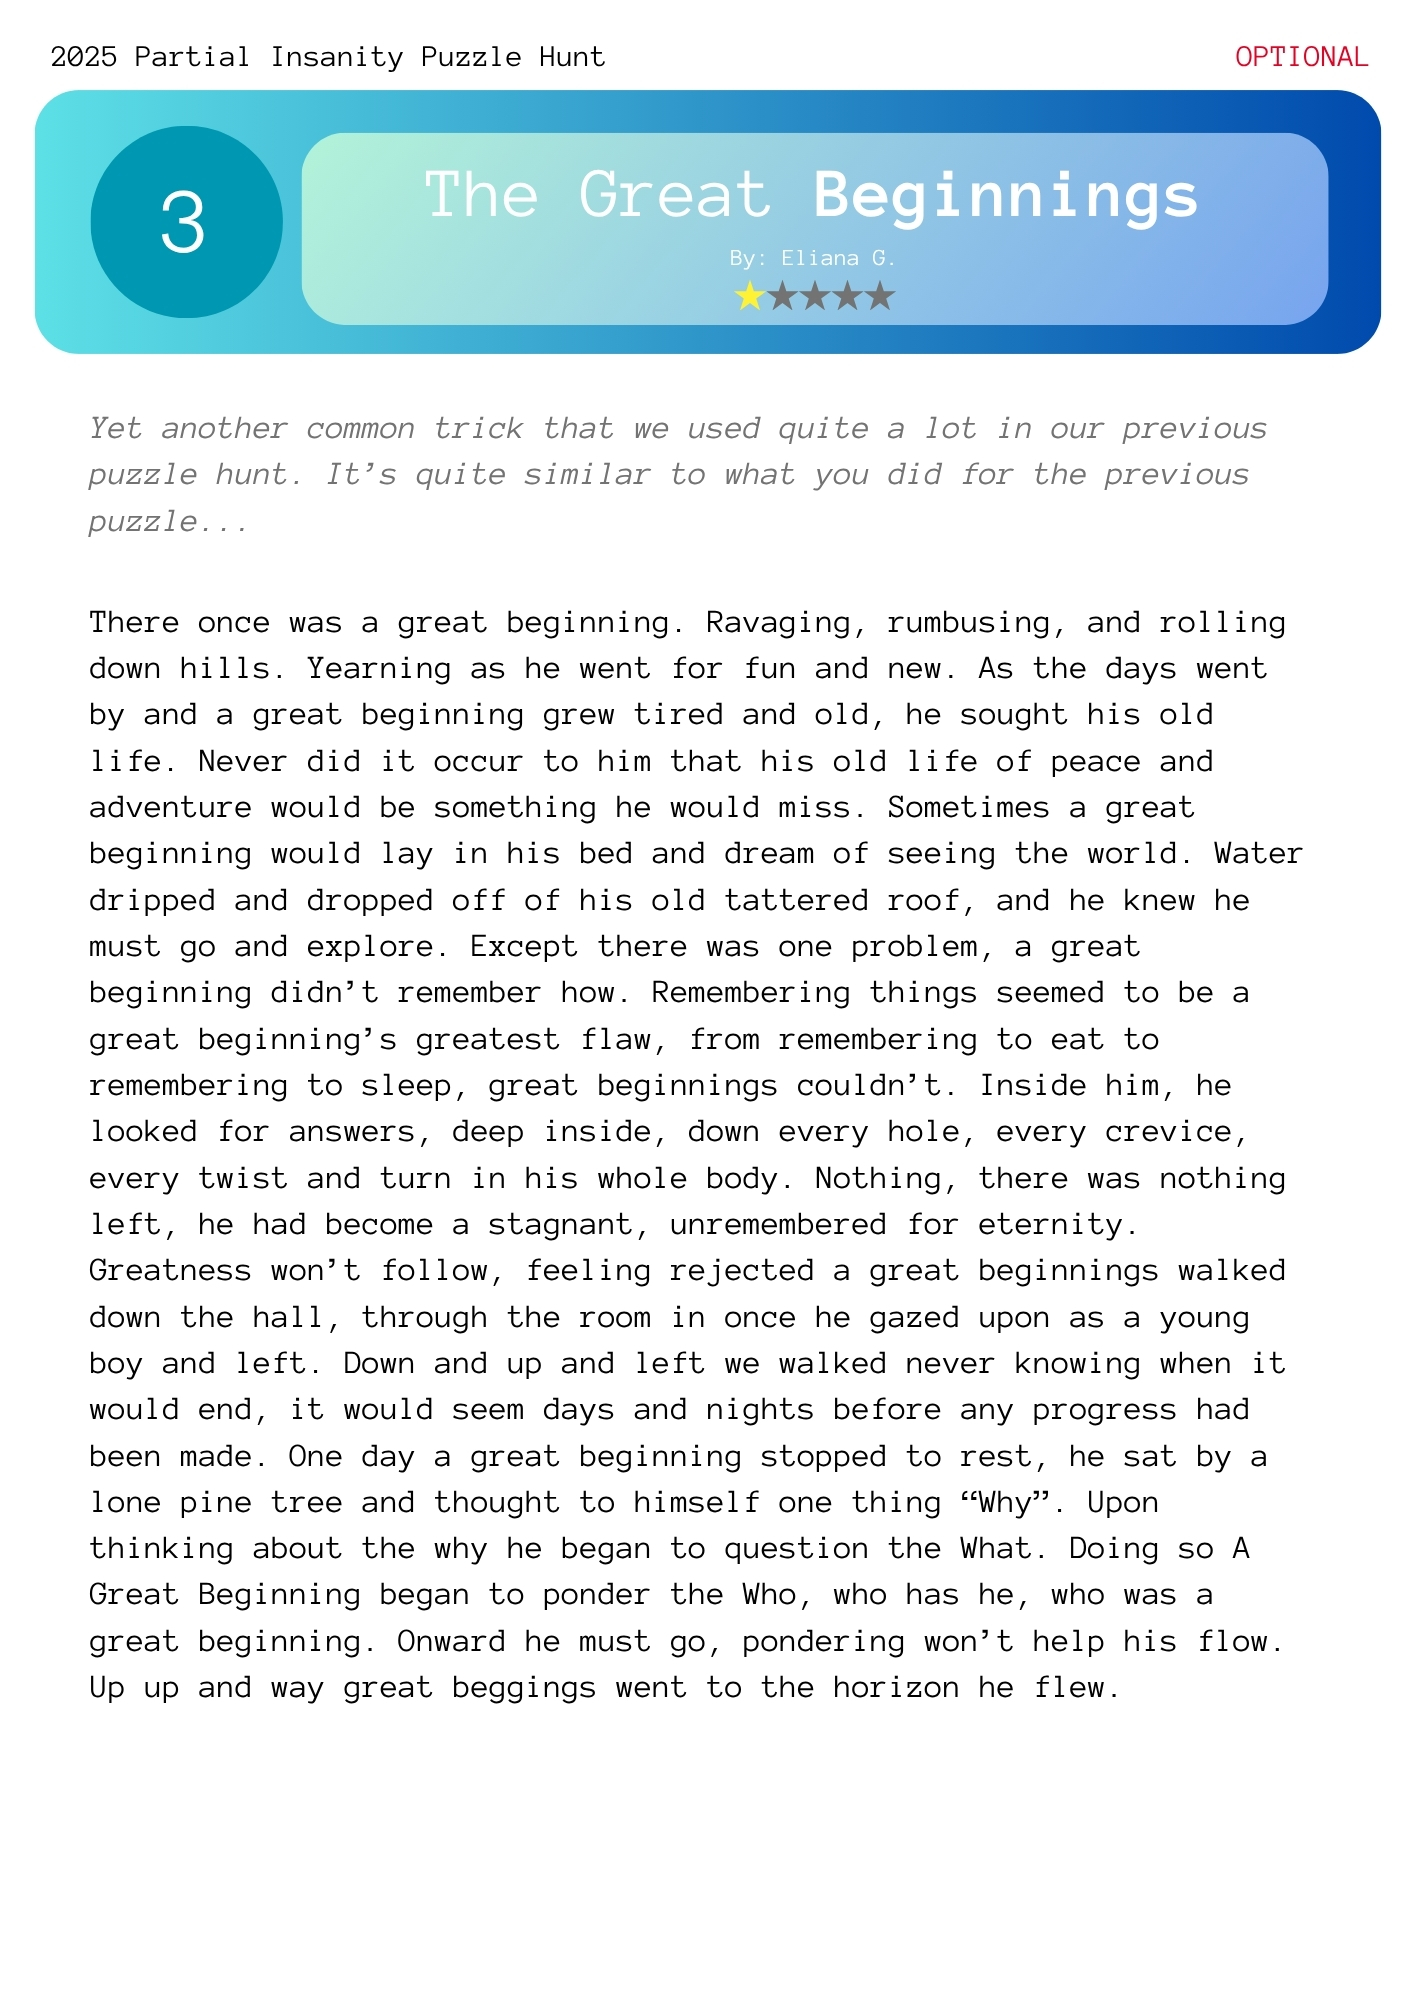 2025 Partial Insanity Puzzle Hunt
OPTIONAL
3
The Great Beginnings
By: Eliana G.
Yet another common trick that we used quite a lot in our previous
puzzle hunt. It’s quite similar to what you did for the previous
puzzle...
There once was a great beginning. Ravaging, rumbusing, and rolling
down hills. Yearning as he went for fun and new. As the days went
by and a great beginning grew tired and old, he sought his old
life. Never did it occur to him that his old life of peace and
adventure would be something he would miss. Sometimes a great
beginning would lay in his bed and dream of seeing the world. Water
dripped and dropped off of his old tattered roof, and he knew he
must go and explore. Except there was one problem, a great
beginning didn’t remember how. Remembering things seemed to be a
great beginning’s greatest flaw, from remembering to eat to
remembering to sleep, great beginnings couldn’t. Inside him, he
looked for answers, deep inside, down every hole, every crevice,
every twist and turn in his whole body. Nothing, there was nothing
left, he had become a stagnant, unremembered for eternity.
Greatness won’t follow, feeling rejected a great beginnings walked
down the hall, through the room in once he gazed upon as a young
boy and left. Down and up and left we walked never knowing when it
would end, it would seem days and nights before any progress had
been made. One day a great beginning stopped to rest, he sat by a
lone pine tree and thought to himself one thing “Why”. Upon
thinking about the why he began to question the What. Doing so A
Great Beginning began to ponder the Who, who has he, who was a
great beginning. Onward he must go, pondering won’t help his flow.
Up up and way great beggings went to the horizon he flew.